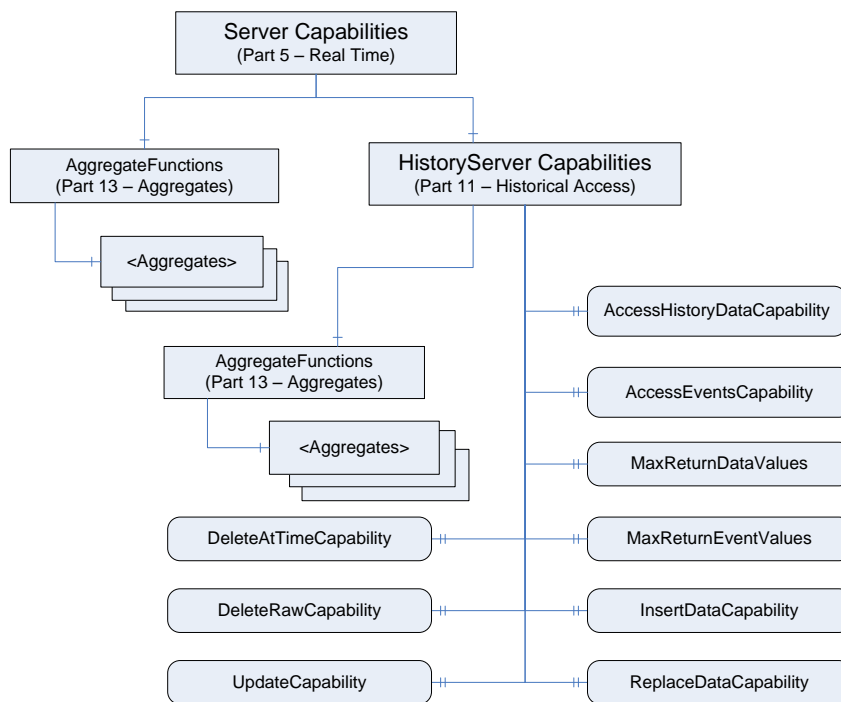 Server Capabilities
(Part 5 – Real Time)
AggregateFunctions
(Part 13 – Aggregates)
HistoryServer Capabilities
(Part 11 – Historical Access)
<Aggregates>
AccessHistoryDataCapability
AggregateFunctions
(Part 13 – Aggregates)
AccessEventsCapability
<Aggregates>
MaxReturnDataValues
DeleteAtTimeCapability
MaxReturnEventValues
DeleteRawCapability
InsertDataCapability
UpdateCapability
ReplaceDataCapability